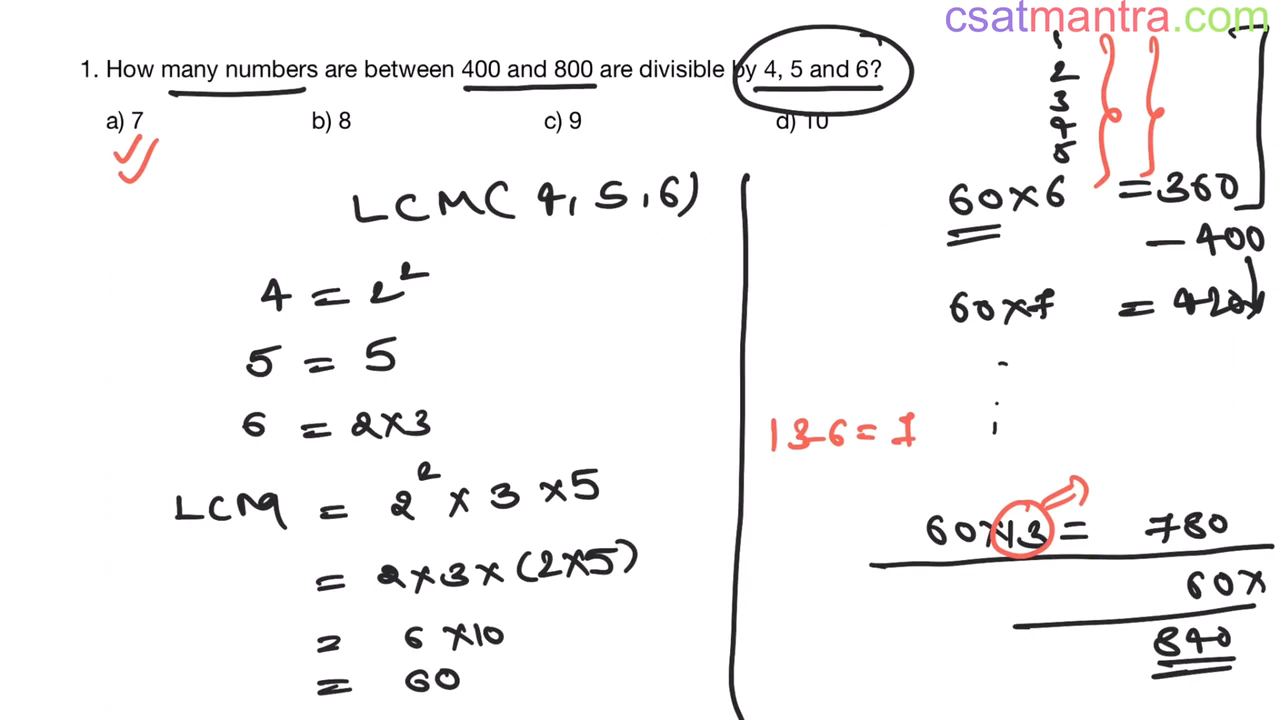 csatmantra.com
1. How many numbers are between 400 and 800 are divisible by 4, 5 and 6?
a) 7 b) 8 c) 9 d) 10
LCM( 4, 5, 6)
4 = 2²
5 = 5
6 = 2×3
LCM = 2² × 3 × 5
= 2×3×(2×5)
= 6 ×10
= 60
1
2
3
4
5
60×6 = 360
- 400
60×7 = 420
13-6 = 7
60×13 = 780
60×
840